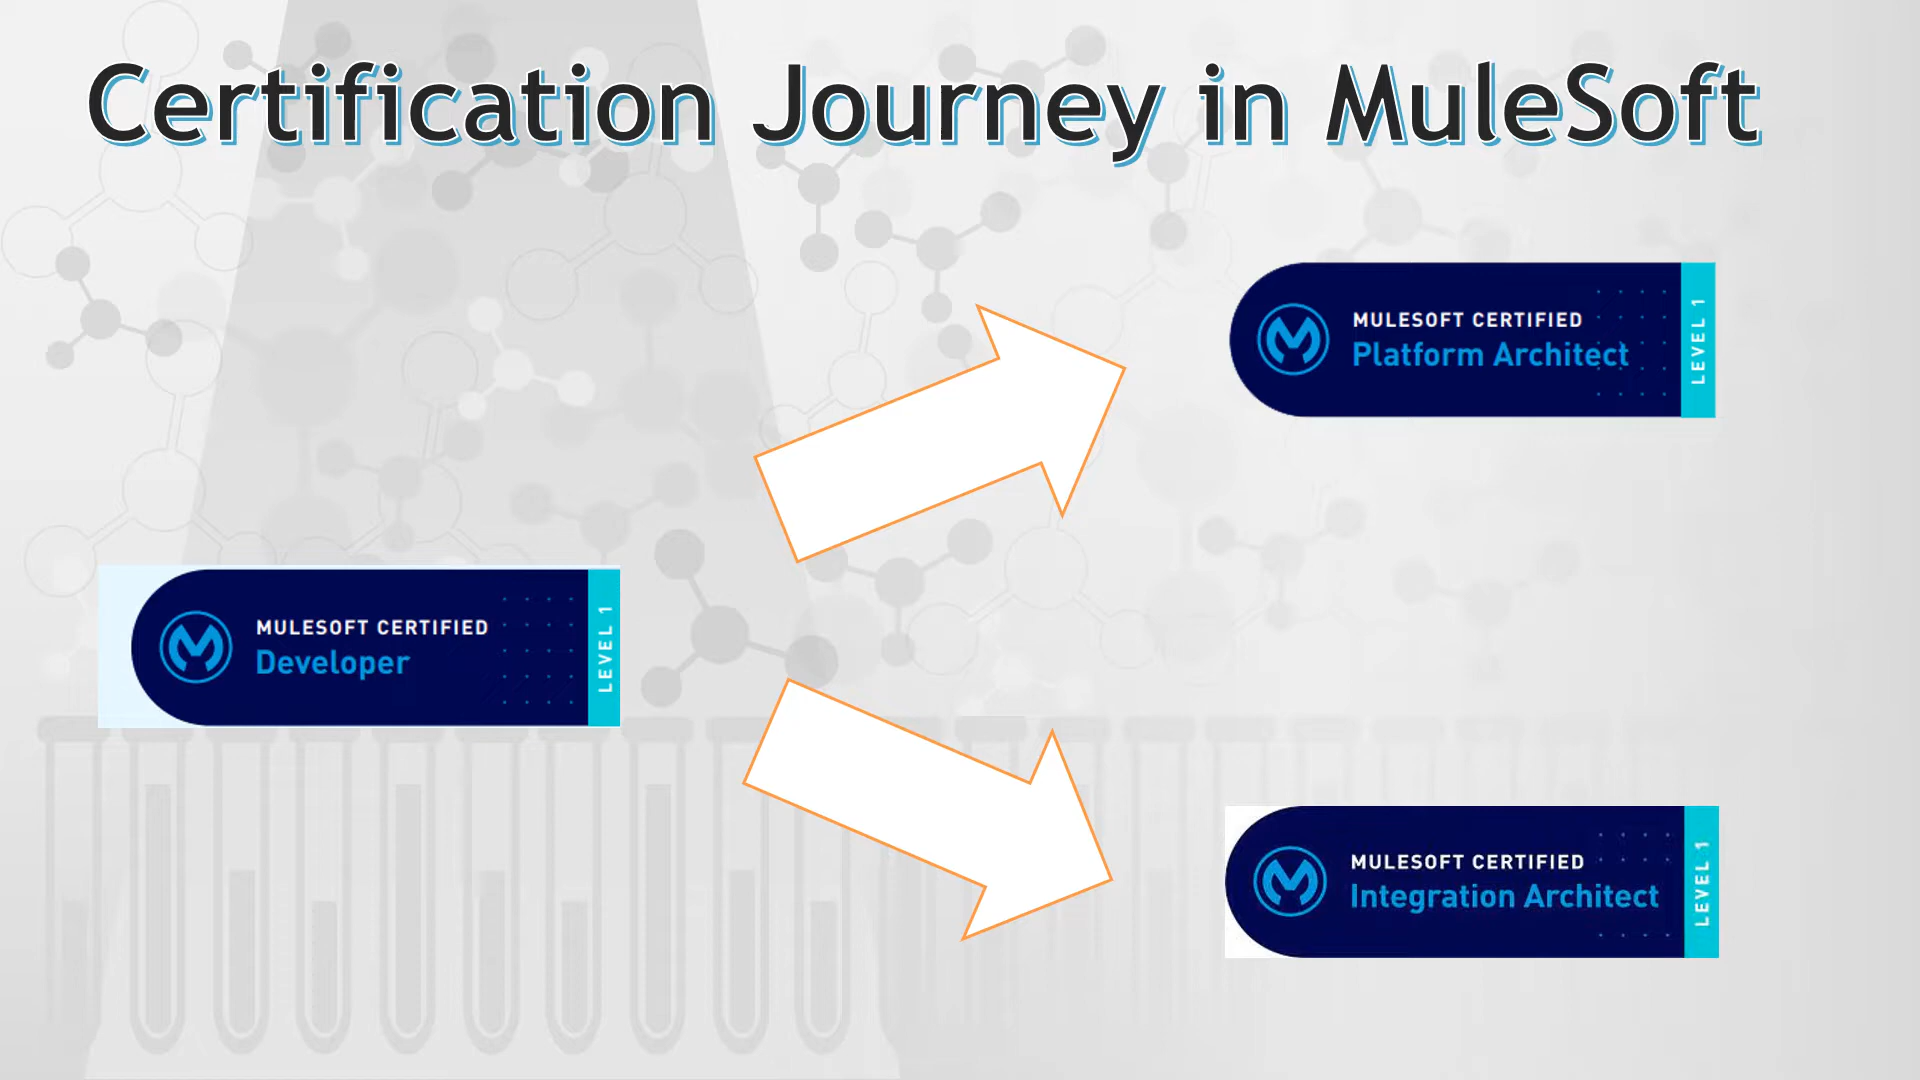 Certification Journey in MuleSoft
MULESOFT CERTIFIED
Platform Architect
LEVEL 1
MULESOFT CERTIFIED
Developer
LEVEL 1
MULESOFT CERTIFIED
Integration Architect
LEVEL 1